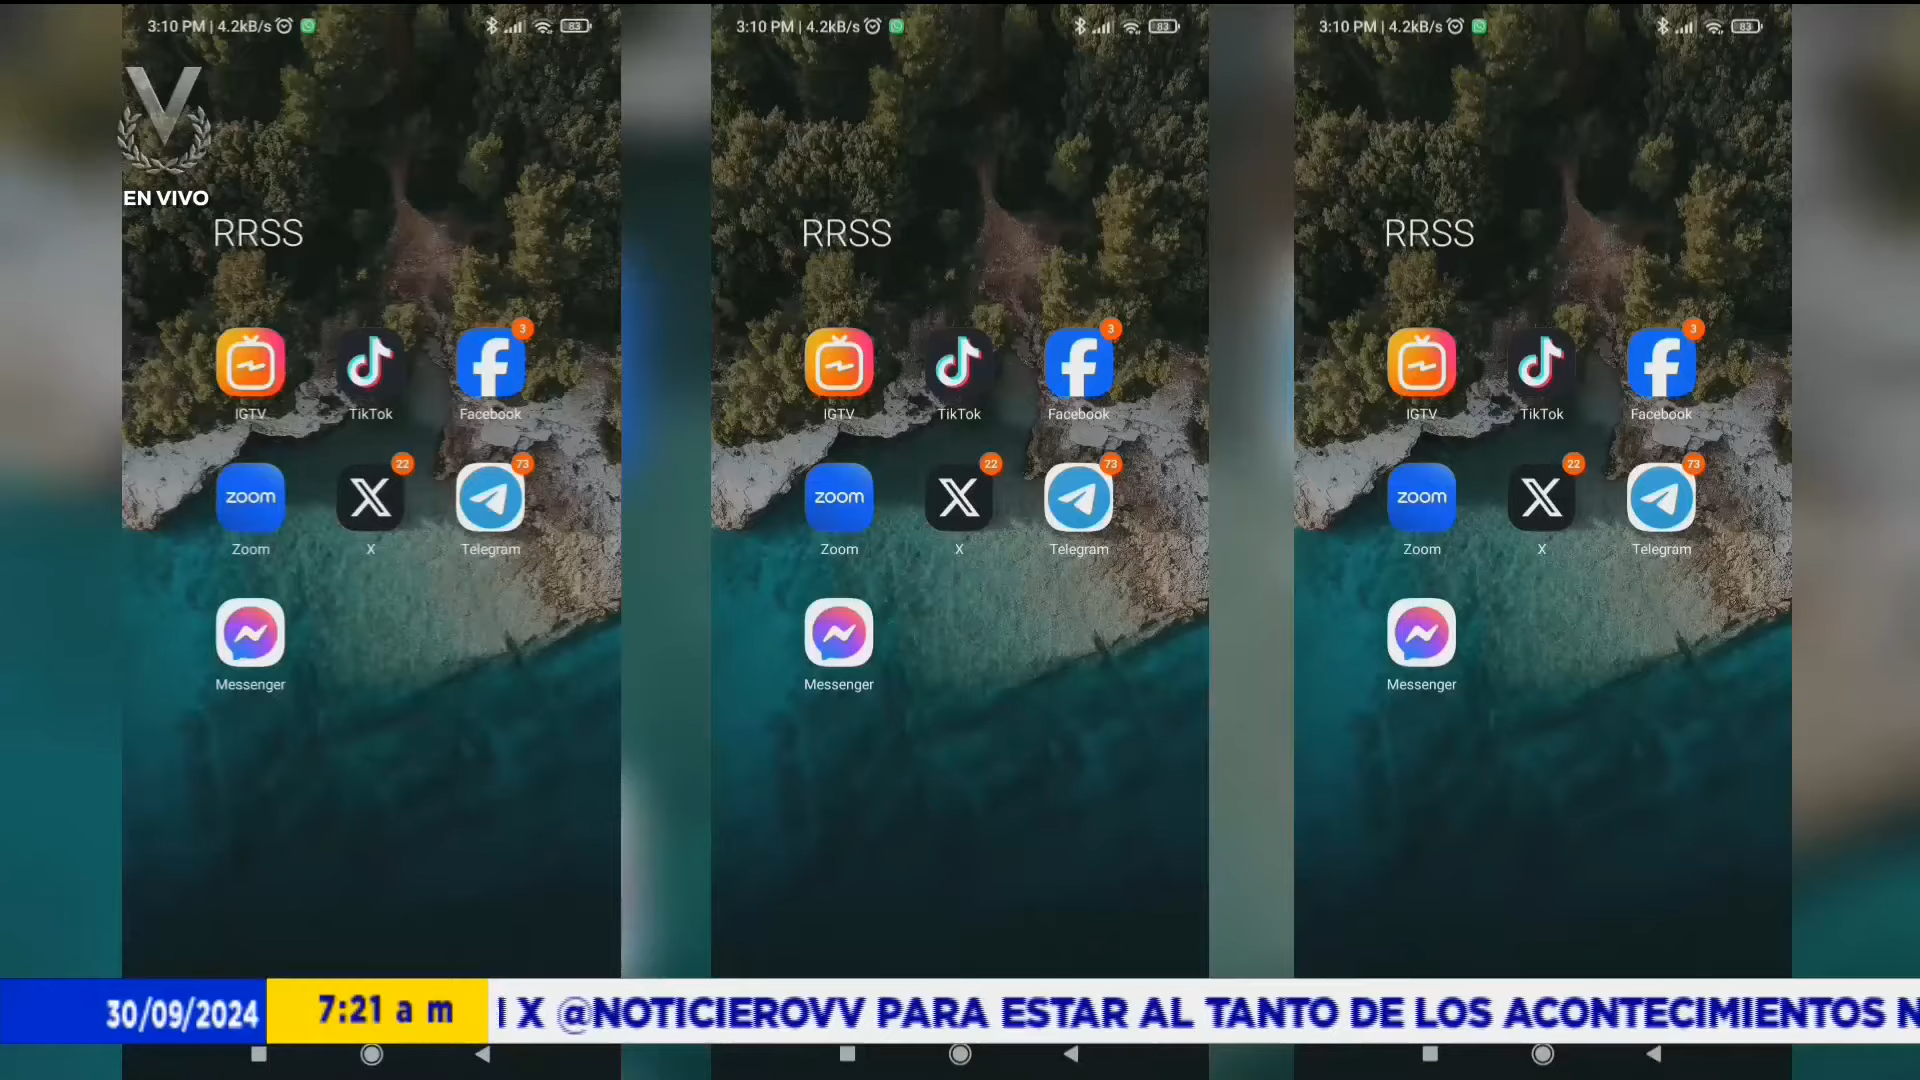 3:10 PM | 4.2kB/s
83
3:10 PM | 4.2kB/s
83
3:10 PM | 4.2kB/s
83
V
EN VIVO
RRSS
RRSS
RRSS
3
3
3
IGTV
TikTok
Facebook
IGTV
TikTok
Facebook
IGTV
TikTok
Facebook
22
73
22
73
22
73
zoom
zoom
zoom
Zoom
X
Telegram
Zoom
X
Telegram
Zoom
X
Telegram
Messenger
Messenger
Messenger
30/09/2024
7:21 a m
X @NOTICIEROVV PARA ESTAR AL TANTO DE LOS ACONTECIMIENTOS N